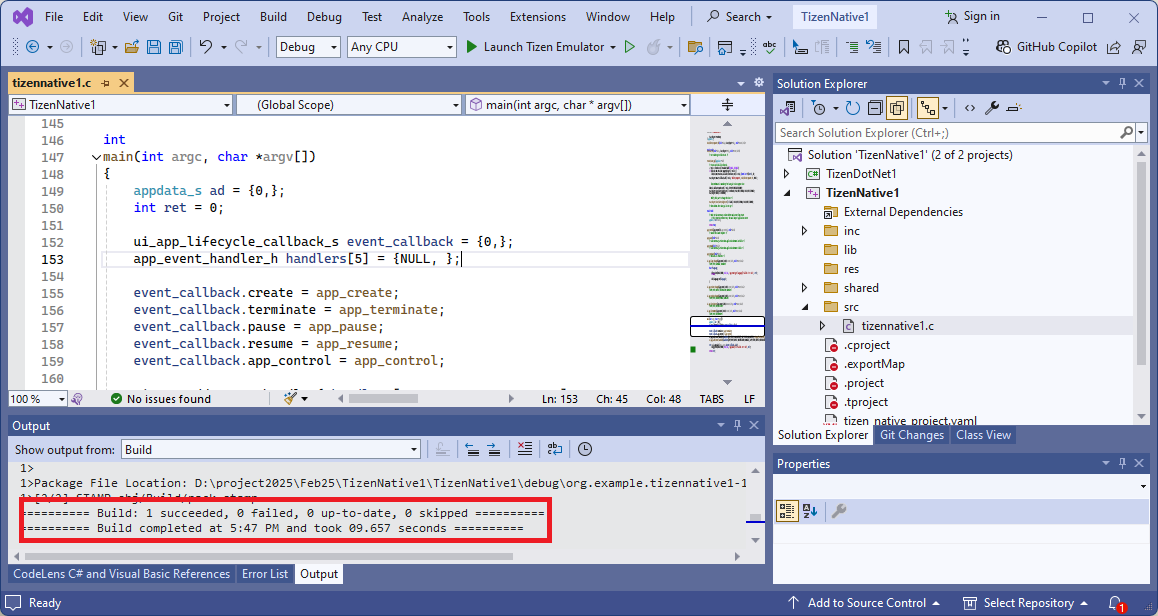 File Edit View Git Project Build Debug Test Analyze Tools Extensions Window Help Search TizenNative1 Sign in
Debug Any CPU Launch Tizen Emulator abc GitHub Copilot
tizennative1.c
TizenNative1 (Global Scope) main(int argc, char * argv[])
145
146 int
147 main(int argc, char *argv[])
148 {
149 appdata_s ad = {0,};
150 int ret = 0;
151
152 ui_app_lifecycle_callback_s event_callback = {0,};
153 app_event_handler_h handlers[5] = {NULL, };
154
155 event_callback.create = app_create;
156 event_callback.terminate = app_terminate;
157 event_callback.pause = app_pause;
158 event_callback.resume = app_resume;
159 event_callback.app_control = app_control;
160
100 % No issues found Ln: 153 Ch: 45 Col: 48 TABS LF
Output
Show output from: Build
1>
1>Package File Location: D:\project2025\Feb25\TizenNative1\TizenNative1\debug\org.example.tizennative1-1
========== Build: 1 succeeded, 0 failed, 0 up-to-date, 0 skipped ==========
========== Build completed at 5:47 PM and took 09.657 seconds ==========
CodeLens C# and Visual Basic References Error List Output
Solution Explorer
Search Solution Explorer (Ctrl+;)
Solution 'TizenNative1' (2 of 2 projects)
C# TizenDotNet1
TizenNative1
External Dependencies
inc
lib
res
shared
src
tizennative1.c
.cproject
.exportMap
.project
.tproject
tizen_native_project.yaml
Solution Explorer Git Changes Class View
Properties
Ready Add to Source Control Select Repository 1